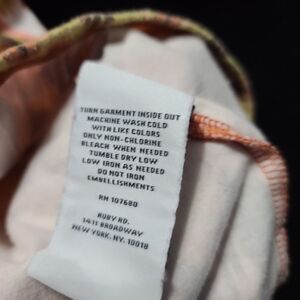 TURN GARMENT INSIDE OUT
MACHINE WASH COLD
WITH LIKE COLORS
ONLY NON-CHLORINE
BLEACH WHEN NEEDED
TUMBLE DRY LOW
LOW IRON AS NEEDED
DO NOT IRON
EMBELLISHMENTS
RN 107680
RUBY RD.
1411 BROADWAY
NEW YORK, NY. 10018